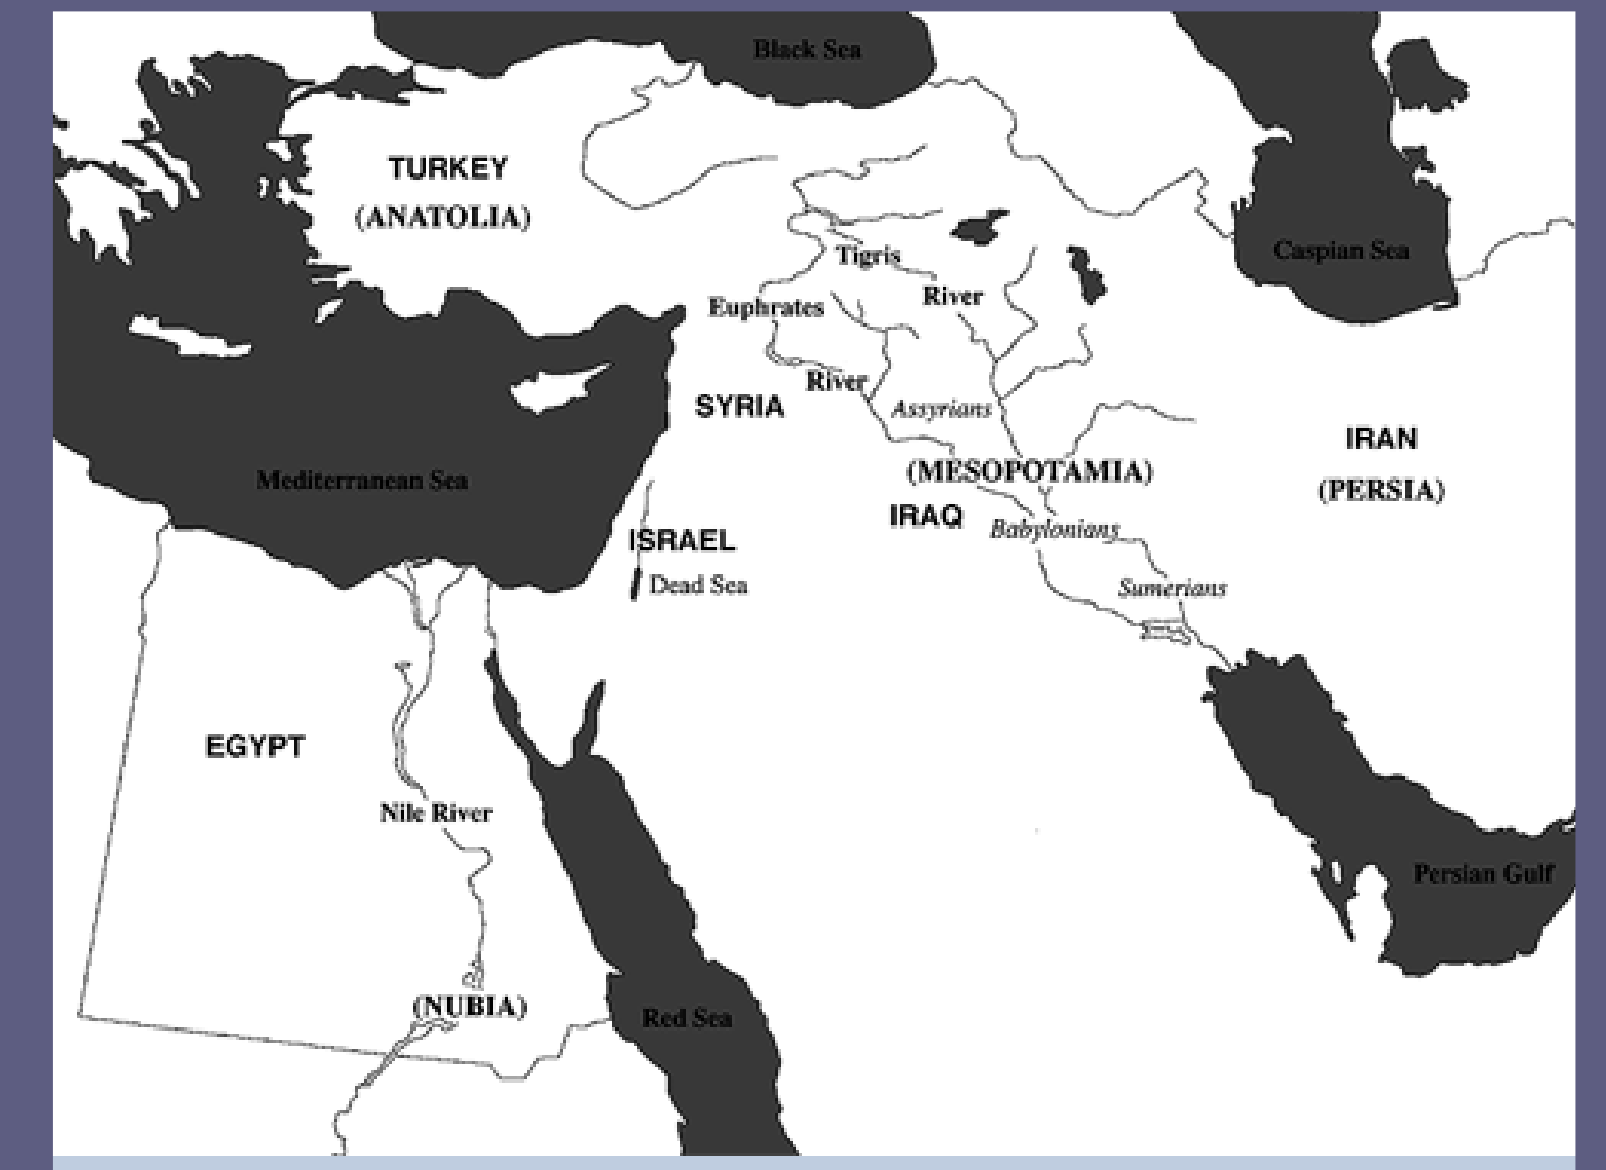 Black Sea
TURKEY
(ANATOLIA)
Caspian Sea
Tigris
River
Euphrates
River
SYRIA
Assyrians
IRAN
(PERSIA)
Mediterranean Sea
(MESOPOTAMIA)
IRAQ
Babylonians
ISRAEL
Dead Sea
Sumerians
EGYPT
Nile River
Persian Gulf
(NUBIA)
Red Sea